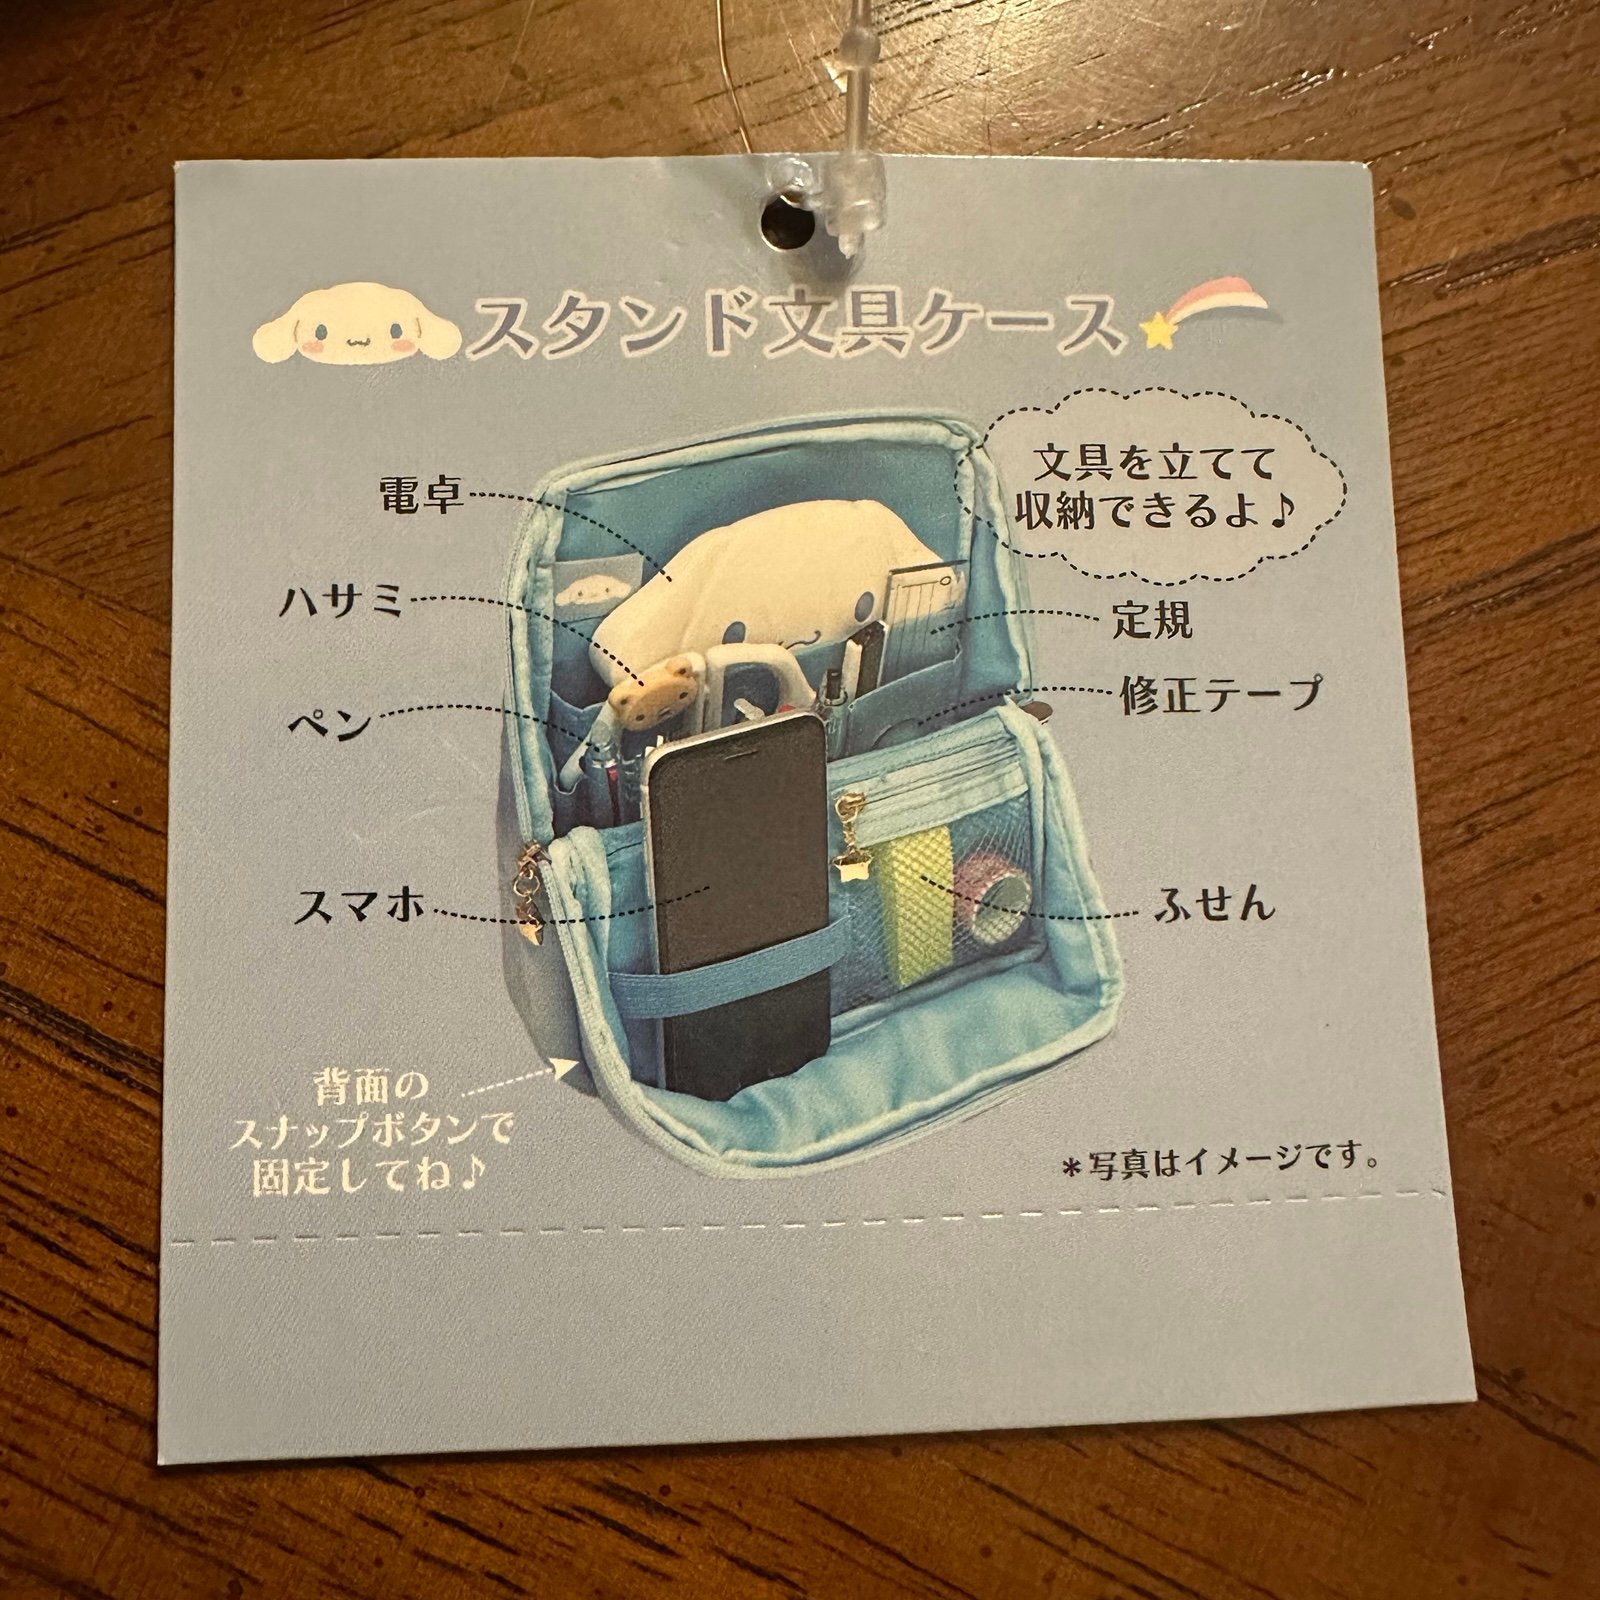 スタンド文具ケース
文具を立てて
収納できるよ♪
電卓
ハサミ
定規
ペン
修正テープ
スマホ
ふせん
背面の
スナップボタンで
固定してね♪
*写真はイメージです。